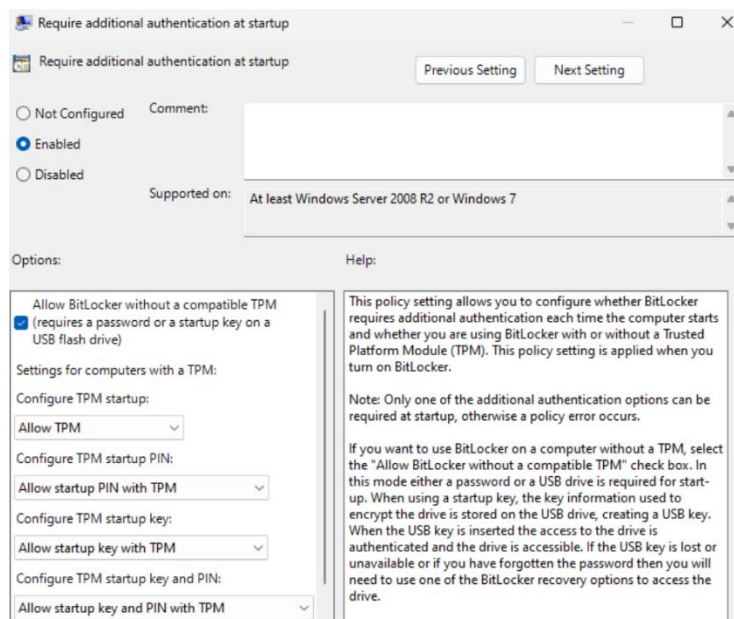 Require additional authentication at startup
Require additional authentication at startup
Previous Setting
Next Setting
Not Configured
Comment:
Enabled
Disabled
Supported on:
At least Windows Server 2008 R2 or Windows 7
Options:
Help:
Allow BitLocker without a compatible TPM
(requires a password or a startup key on a
USB flash drive)
Settings for computers with a TPM:
Configure TPM startup:
Allow TPM
Configure TPM startup PIN:
Allow startup PIN with TPM
Configure TPM startup key:
Allow startup key with TPM
Configure TPM startup key and PIN:
Allow startup key and PIN with TPM
This policy setting allows you to configure whether BitLocker
requires additional authentication each time the computer starts
and whether you are using BitLocker with or without a Trusted
Platform Module (TPM). This policy setting is applied when you
turn on BitLocker.
Note: Only one of the additional authentication options can be
required at startup, otherwise a policy error occurs.
If you want to use BitLocker on a computer without a TPM, select
the "Allow BitLocker without a compatible TPM" check box. In
this mode either a password or a USB drive is required for start-
up. When using a startup key, the key information used to
encrypt the drive is stored on the USB drive, creating a USB key.
When the USB key is inserted the access to the drive is
authenticated and the drive is accessible. If the USB key is lost or
unavailable or if you have forgotten the password then you will
need to use one of the BitLocker recovery options to access the
drive.